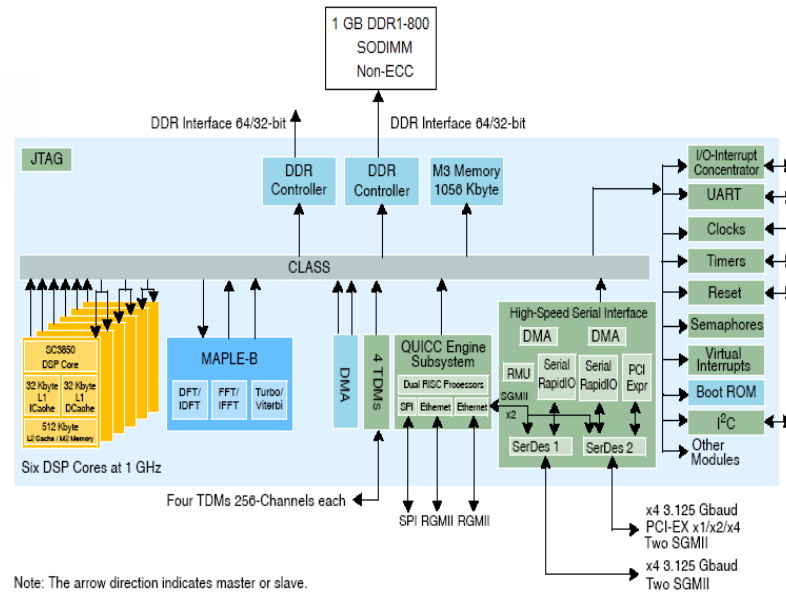 1 GB DDR1-800
SODIMM
Non-ECC
DDR Interface 64/32-bit
DDR Interface 64/32-bit
JTAG
DDR
Controller
DDR
Controller
M3 Memory
1056 Kbyte
I/O-Interrupt
Concentrator
UART
Clocks
Timers
Reset
Semaphores
Virtual
Interrupts
Boot ROM
I²C
Other
Modules
CLASS
SC3650
DSP Core
32 Kbyte
L1
ICache
32 Kbyte
L1
DCache
512 Kbyte
L2 Cache / M2 Memory
Six DSP Cores at 1 GHz
MAPLE-B
DFT/
IDFT
FFT/
IFFT
Turbo/
Viterbi
DMA
4 TDMs
QUICC Engine
Subsystem
Dual RISC Processors
SPI
Ethernet
Ethernet
High-Speed Serial Interface
DMA
DMA
RMU
Serial
RapidIO
Serial
RapidIO
PCI
Expr
SGMII
x2
SerDes 1
SerDes 2
Four TDMs 256-Channels each
SPI
RGMII
RGMII
x4 3.125 Gbaud
PCI-EX x1/x2/x4
Two SGMII
x4 3.125 Gbaud
Two SGMII
Note: The arrow direction indicates master or slave.